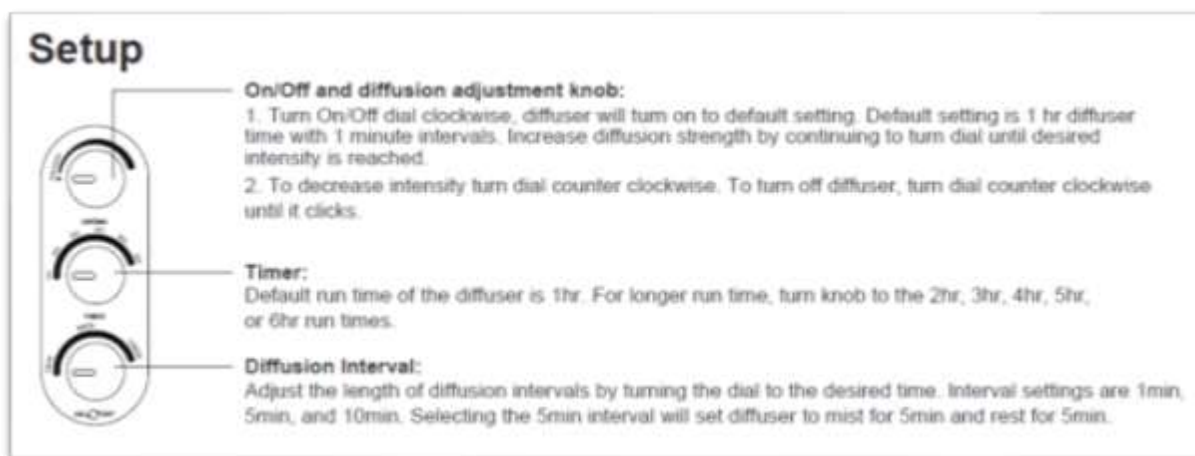 Setup
On/Off and diffusion adjustment knob:
1. Turn On/Off dial clockwise, diffuser will turn on to default setting. Default setting is 1 hr diffuser
time with 1 minute intervals. Increase diffusion strength by continuing to turn dial until desired
intensity is reached.
2. To decrease intensity turn dial counter clockwise. To turn off diffuser, turn dial counter clockwise
until it clicks.
Timer:
Default run time of the diffuser is 1hr. For longer run time, turn knob to the 2hr, 3hr, 4hr, 5hr,
or 6hr run times.
Diffusion Interval:
Adjust the length of diffusion intervals by turning the dial to the desired time. Interval settings are 1min,
5min, and 10min. Selecting the 5min interval will set diffuser to mist for 5min and rest for 5min.